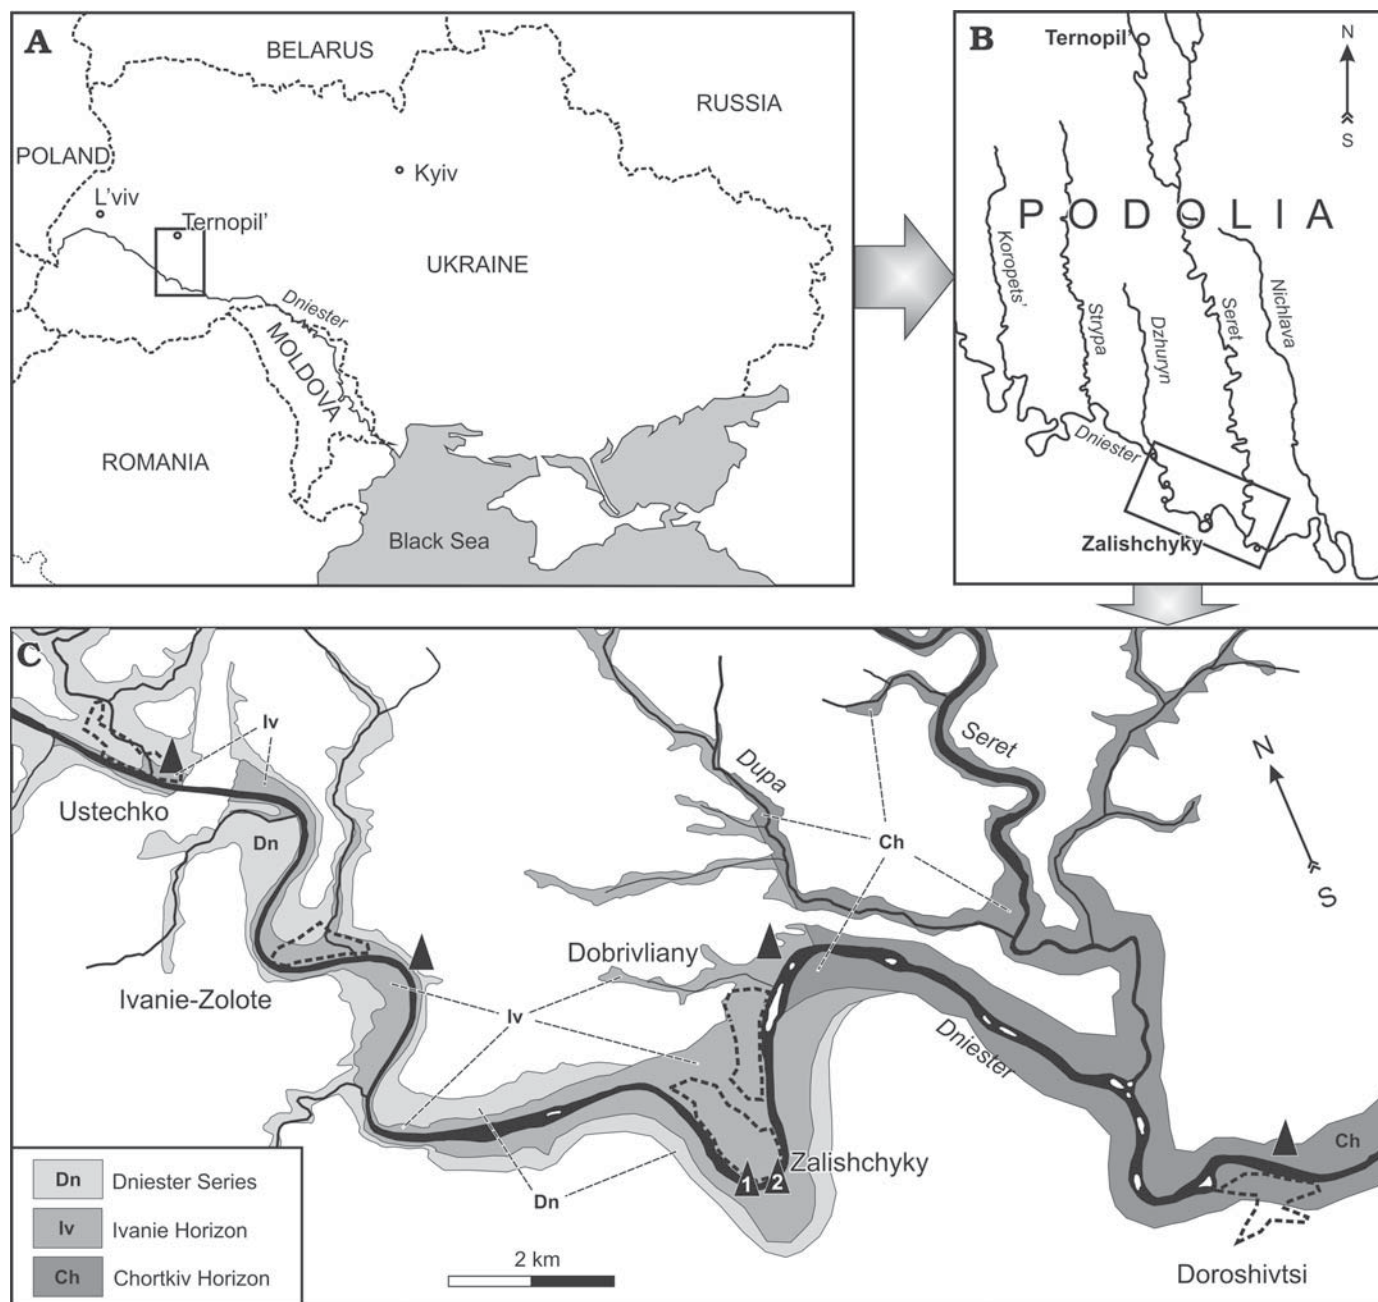 A
BELARUS
RUSSIA
POLAND
Kyiv
L'viv
Ternopil'
UKRAINE
Dniester
MOLDOVA
ROMANIA
Black Sea
B
Ternopil'
N
S
PODOLIA
Koropets'
Strypa
Dzhuryn
Seret
Nichlava
Dniester
Zalishchyky
C
Iv
Ustechko
Dn
Dupa
Seret
N
S
Ch
Dobrivliany
Ivanie-Zolote
Iv
Dniester
Zalishchyky
1
2
Ch
Dn
Doroshivtsi
Dn Dniester Series
Iv Ivanie Horizon
Ch Chortkiv Horizon
2 km